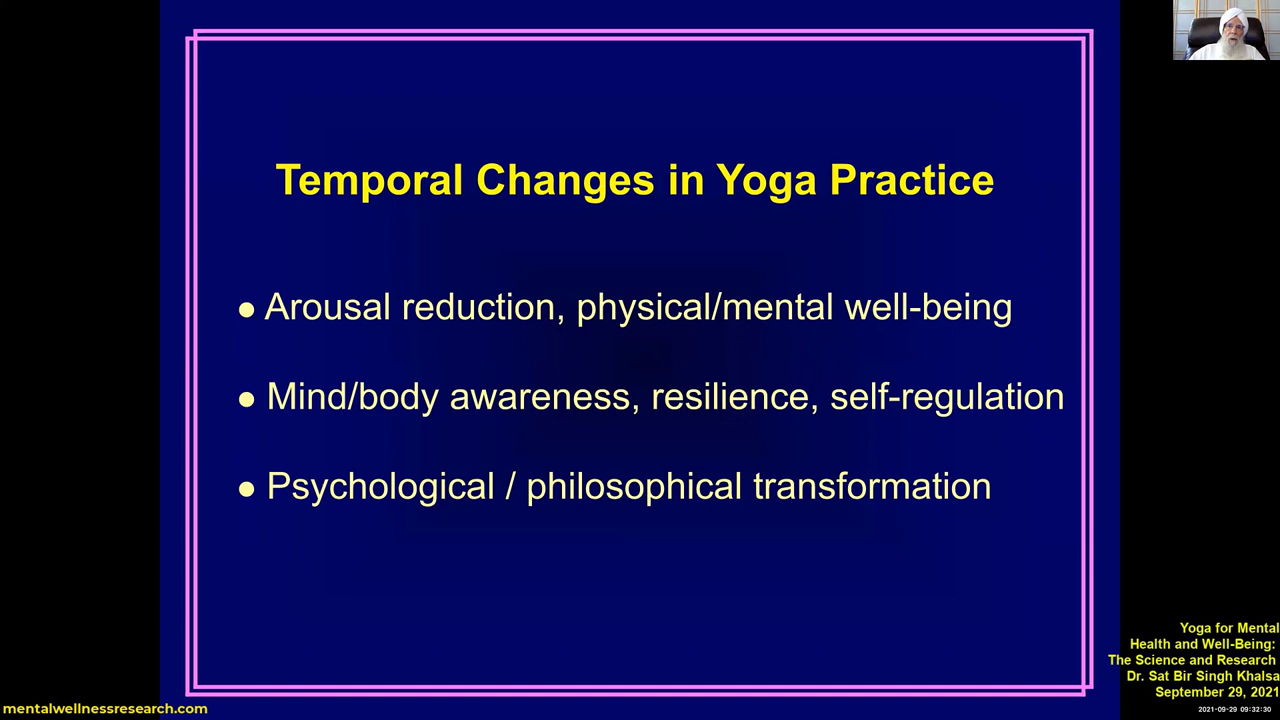 Temporal Changes in Yoga Practice
● Arousal reduction, physical/mental well-being
● Mind/body awareness, resilience, self-regulation
● Psychological / philosophical transformation
Yoga for Mental
Health and Well-Being:
The Science and Research
Dr. Sat Bir Singh Khalsa
September 29, 2021
mentalwellnessresearch.com
2021-09-29 09:32:30